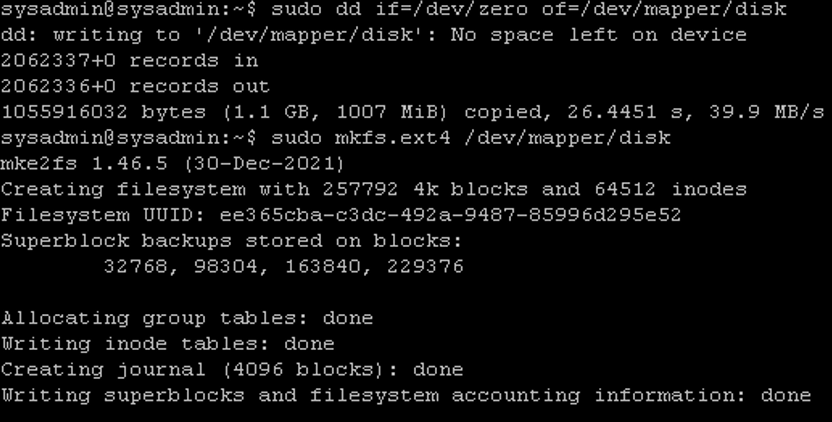 sysadmin@sysadmin:~$ sudo dd if=/dev/zero of=/dev/mapper/disk
dd: writing to '/dev/mapper/disk': No space left on device
2062337+0 records in
2062336+0 records out
1055916032 bytes (1.1 GB, 1007 MiB) copied, 26.4451 s, 39.9 MB/s
sysadmin@sysadmin:~$ sudo mkfs.ext4 /dev/mapper/disk
mke2fs 1.46.5 (30-Dec-2021)
Creating filesystem with 257792 4k blocks and 64512 inodes
Filesystem UUID: ee365cba-c3dc-492a-9487-85996d295e52
Superblock backups stored on blocks:
        32768, 98304, 163840, 229376

Allocating group tables: done
Writing inode tables: done
Creating journal (4096 blocks): done
Writing superblocks and filesystem accounting information: done